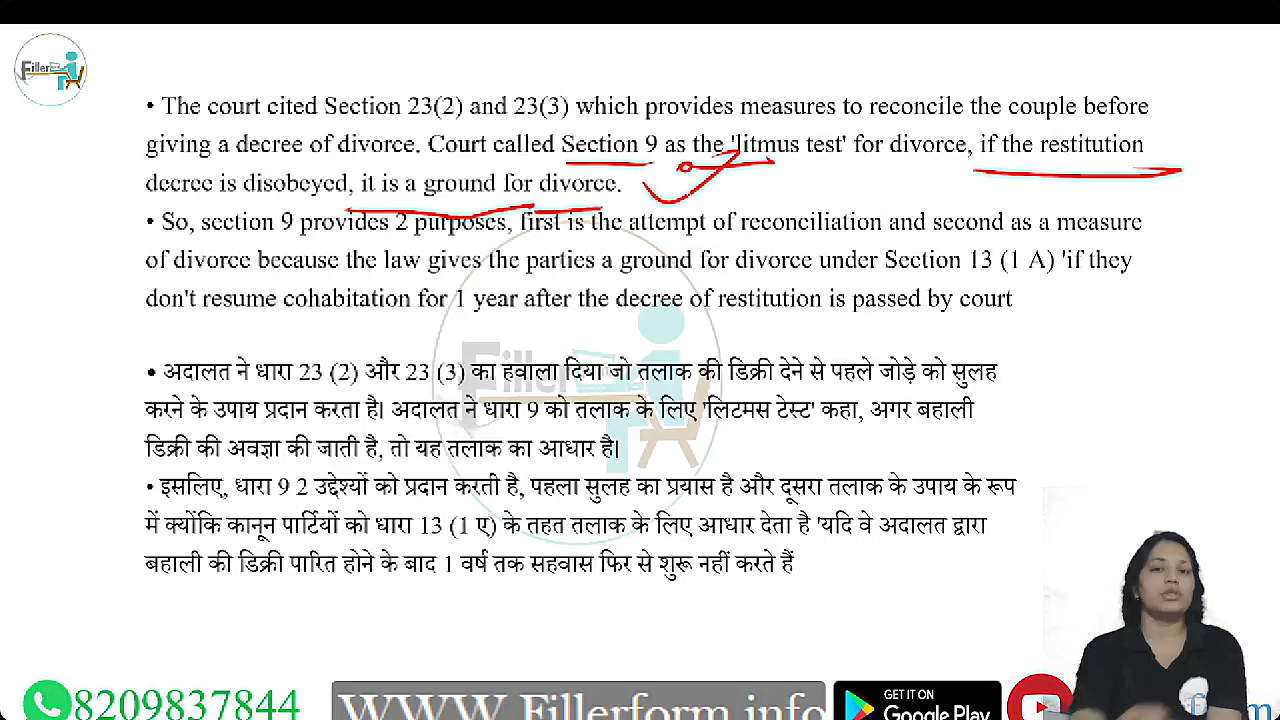 Fillerform
• The court cited Section 23(2) and 23(3) which provides measures to reconcile the couple before
giving a decree of divorce. Court called Section 9 as the 'litmus test' for divorce, if the restitution
decree is disobeyed, it is a ground for divorce.
• So, section 9 provides 2 purposes, first is the attempt of reconciliation and second as a measure
of divorce because the law gives the parties a ground for divorce under Section 13 (1 A) 'if they
don't resume cohabitation for 1 year after the decree of restitution is passed by court
• अदालत ने धारा 23 (2) और 23 (3) का हवाला दिया जो तलाक की डिक्री देने से पहले जोड़े को सुलह
करने के उपाय प्रदान करता है। अदालत ने धारा 9 को तलाक के लिए 'लिटमस टेस्ट' कहा, अगर बहाली
डिक्री की अवज्ञा की जाती है, तो यह तलाक का आधार है।
• इसलिए, धारा 9 2 उद्देश्यों को प्रदान करती है, पहला सुलह का प्रयास है और दूसरा तलाक के उपाय के रूप
में क्योंकि कानून पार्टियों को धारा 13 (1 ए) के तहत तलाक के लिए आधार देता है 'यदि वे अदालत द्वारा
बहाली की डिक्री पारित होने के बाद 1 वर्ष तक सहवास फिर से शुरू नहीं करते हैं
8209837844
WWW.Fillerform.info
GET IT ON
Google Play